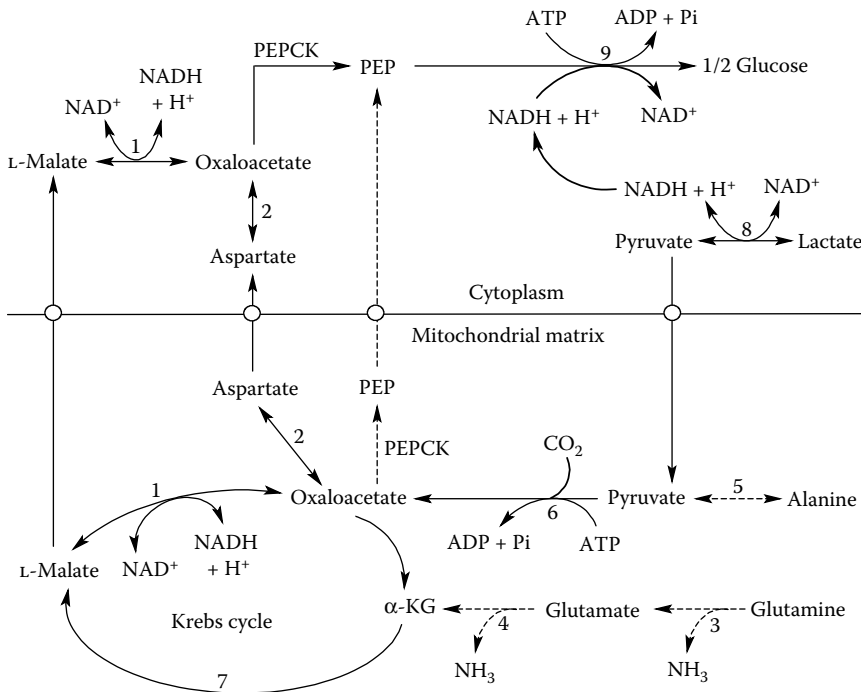 ATP
ADP + Pi
PEPCK
9
PEP
1/2 Glucose
NADH
+ H⁺
NAD⁺
NADH + H⁺
NAD⁺
1
L-Malate
Oxaloacetate
2
NADH + H⁺
NAD⁺
8
Pyruvate
Lactate
Aspartate
Cytoplasm
Mitochondrial matrix
Aspartate
PEP
2
PEPCK
CO₂
1
Oxaloacetate
Pyruvate
5
Alanine
6
ADP + Pi
ATP
L-Malate
NAD⁺
NADH
+ H⁺
Krebs cycle
α-KG
4
Glutamate
3
Glutamine
NH₃
NH₃
7